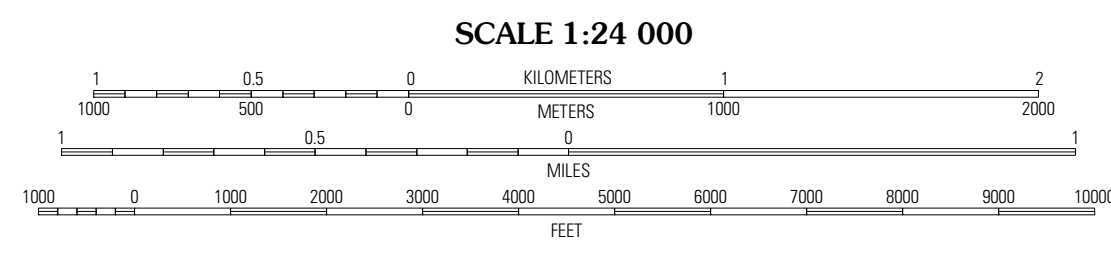 SCALE 1:24 000
1 0.5 0 KILOMETERS 1 2
1000 500 0 METERS 1000 2000
1 0.5 0 1
MILES
1000 0 1000 2000 3000 4000 5000 6000 7000 8000 9000 10000
FEET